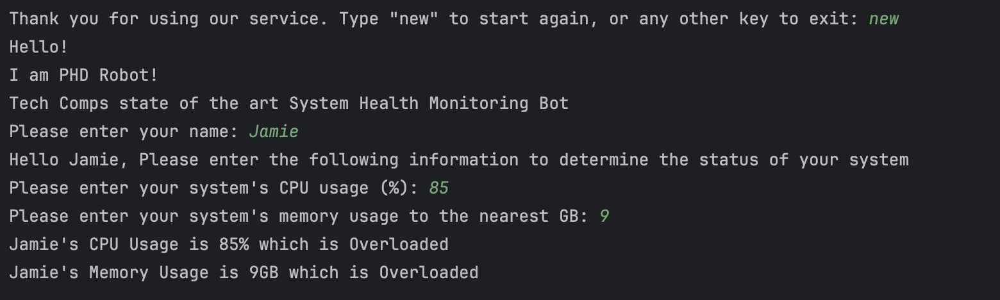 Thank you for using our service. Type "new" to start again, or any other key to exit: new
Hello!
I am PHD Robot!
Tech Comps state of the art System Health Monitoring Bot
Please enter your name: Jamie
Hello Jamie, Please enter the following information to determine the status of your system
Please enter your system's CPU usage (%): 85
Please enter your system's memory usage to the nearest GB: 9
Jamie's CPU Usage is 85% which is Overloaded
Jamie's Memory Usage is 9GB which is Overloaded